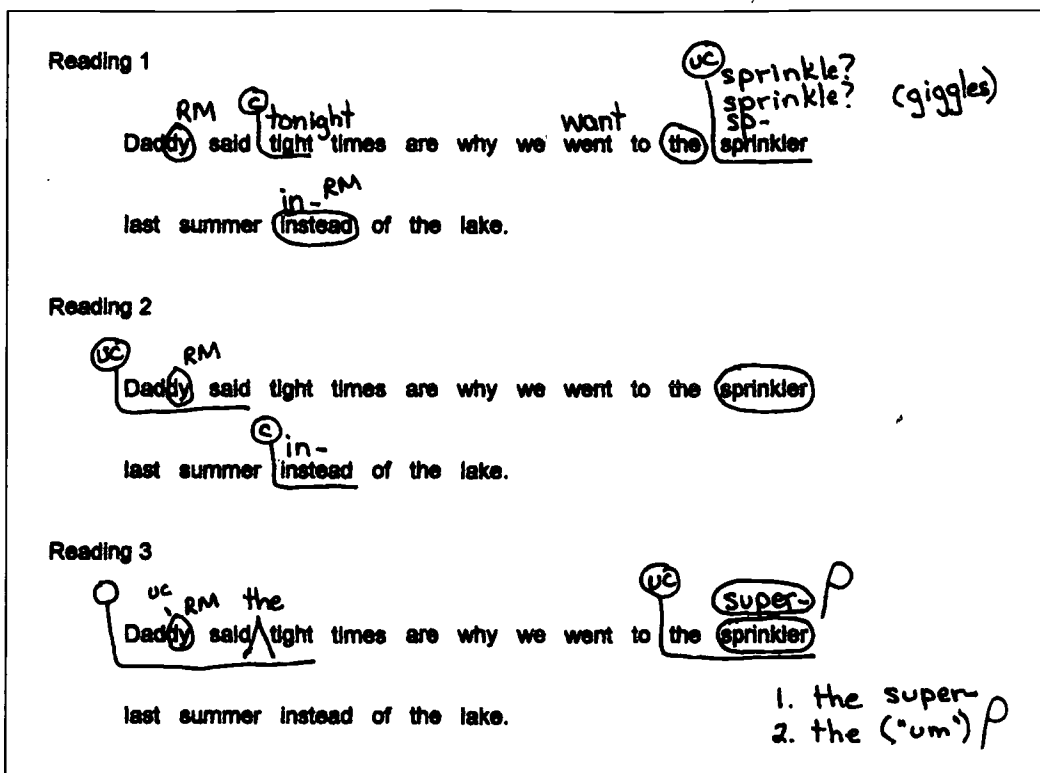 Reading 1
UC sprinkle?
sprinkle? (giggles)
RM C tonight want sp-
Daddy said tight times are why we went to the sprinkler
in- RM
last summer instead of the lake.
Reading 2
UC RM
Daddy said tight times are why we went to the sprinkler
C in-
last summer instead of the lake.
Reading 3
UC RM the UC super-
Daddy said tight times are why we went to the sprinkler
last summer instead of the lake.
1. the super-
2. the ("um")